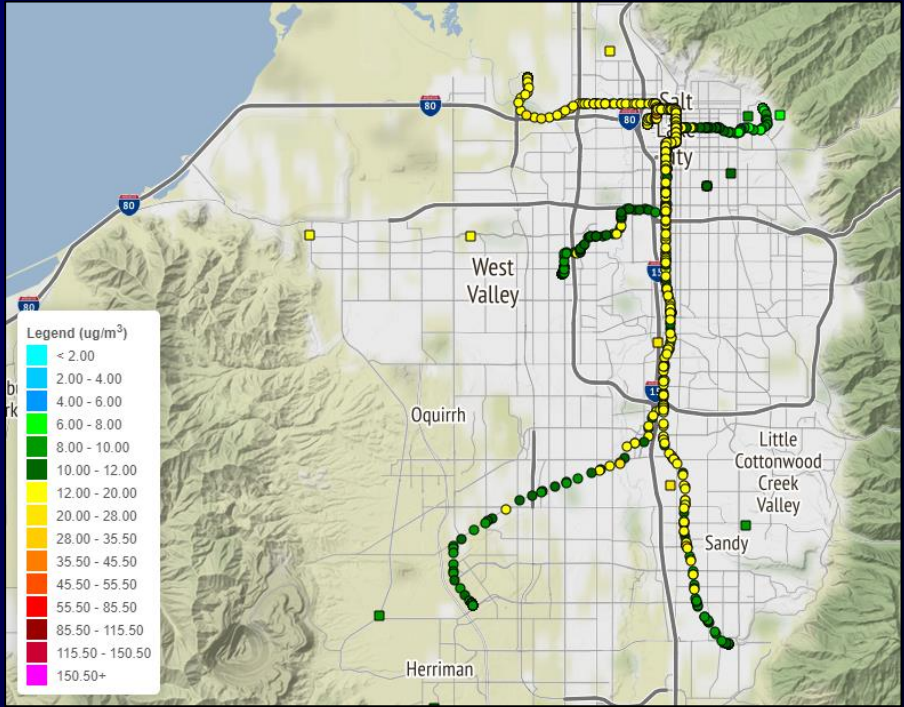 80
Salt
80
Lake
City
80
West
Valley
15
80
Legend (ug/m³)
< 2.00
2.00 - 4.00
4.00 - 6.00
6.00 - 8.00
8.00 - 10.00
10.00 - 12.00
12.00 - 20.00
20.00 - 28.00
28.00 - 35.50
35.50 - 45.50
45.50 - 55.50
55.50 - 85.50
85.50 - 115.50
115.50 - 150.50
150.50+
15
Oquirrh
Little
Cottonwood
Creek
Valley
Sandy
Herriman